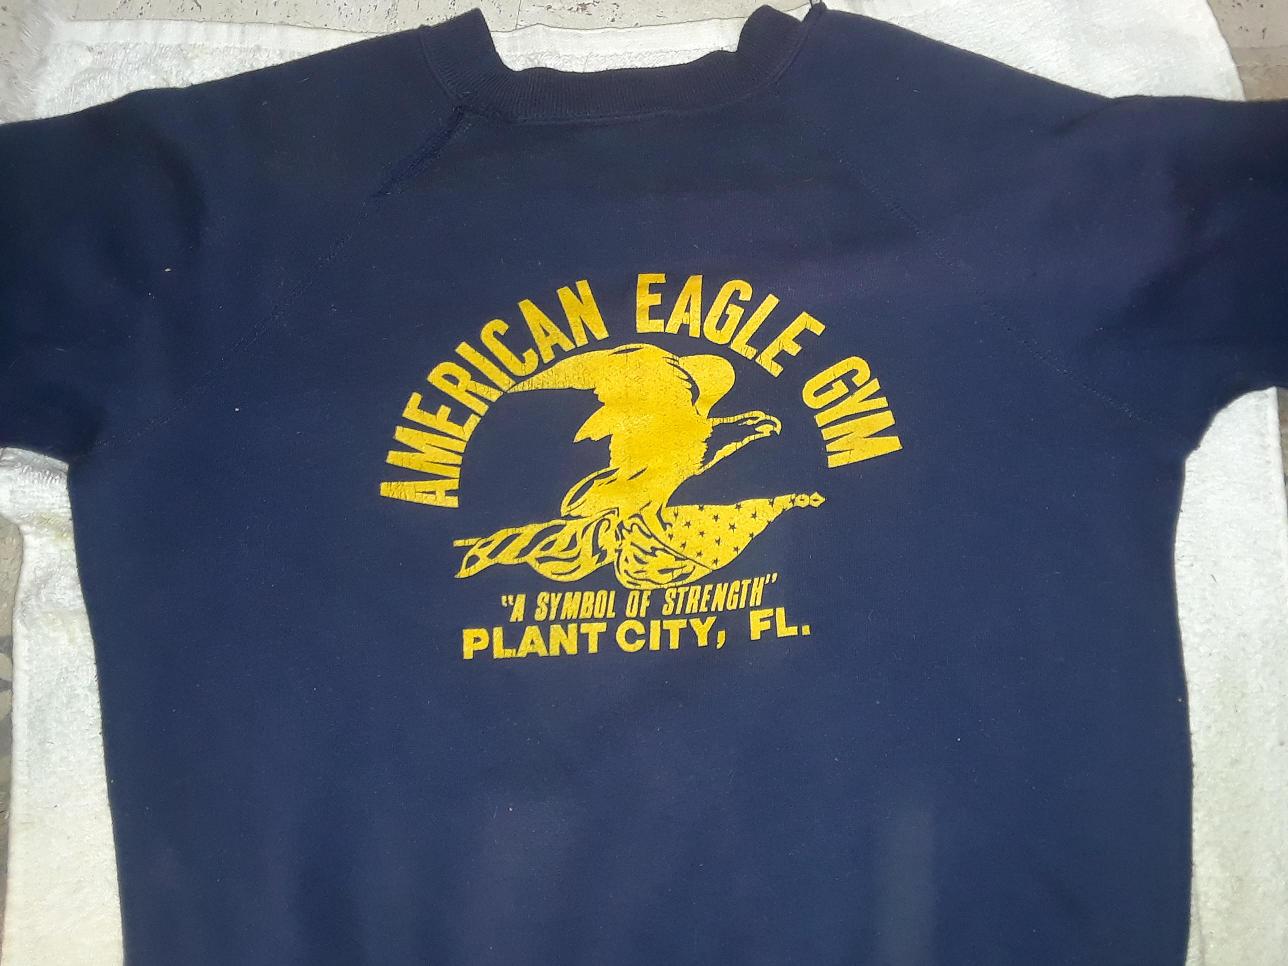 AMERICAN EAGLE GYM
"A SYMBOL OF STRENGTH"
PLANT CITY, FL.